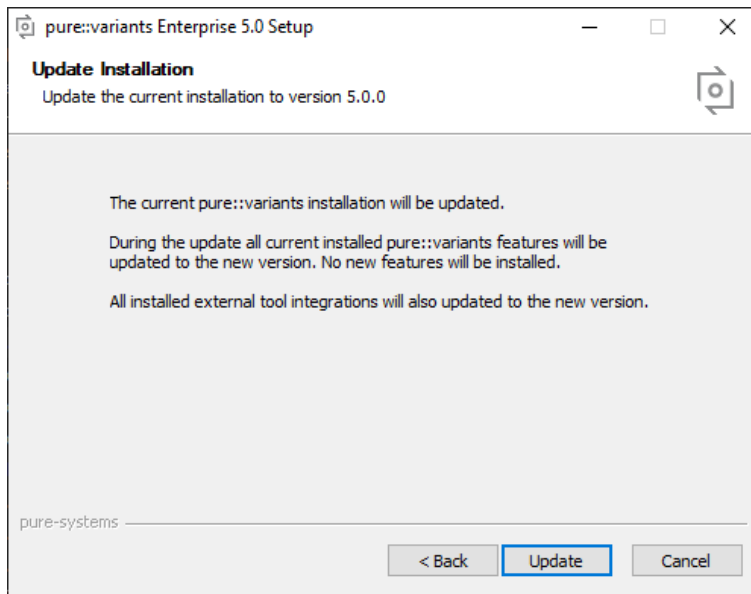 pure::variants Enterprise 5.0 Setup
Update Installation
Update the current installation to version 5.0.0
The current pure::variants installation will be updated.
During the update all current installed pure::variants features will be
updated to the new version. No new features will be installed.
All installed external tool integrations will also updated to the new version.
pure-systems
< Back
Update
Cancel